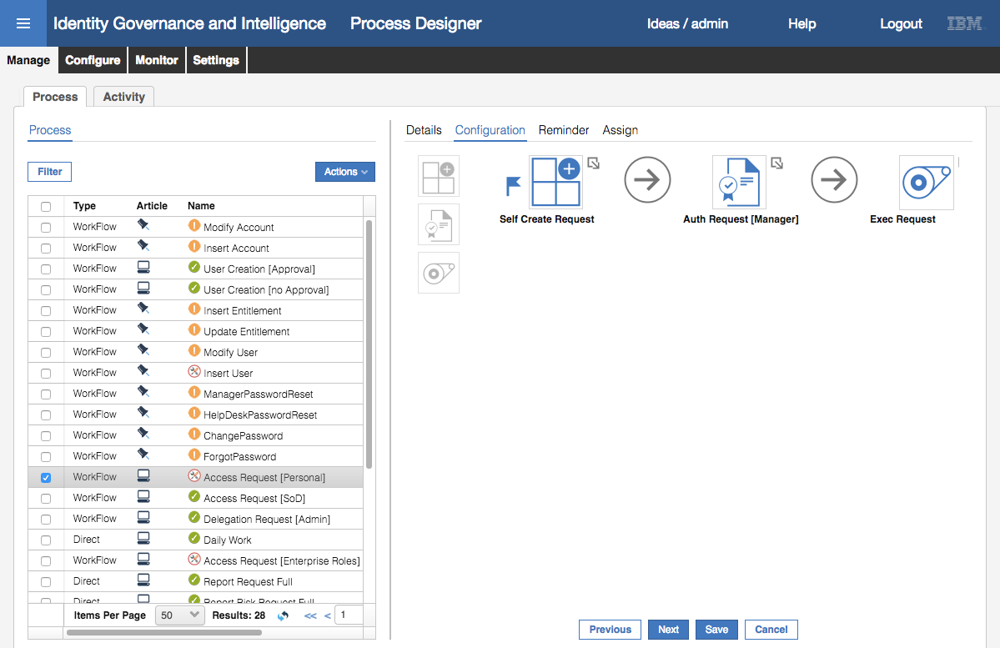 Identity Governance and Intelligence Process Designer Ideas / admin Help Logout IBM
Manage Configure Monitor Settings
Process Activity
Process
Filter Actions
Type Article Name
WorkFlow Modify Account
WorkFlow Insert Account
WorkFlow User Creation [Approval]
WorkFlow User Creation [no Approval]
WorkFlow Insert Entitlement
WorkFlow Update Entitlement
WorkFlow Modify User
WorkFlow Insert User
WorkFlow ManagerPasswordReset
WorkFlow HelpDeskPasswordReset
WorkFlow ChangePassword
WorkFlow ForgotPassword
WorkFlow Access Request [Personal]
WorkFlow Access Request [SoD]
WorkFlow Delegation Request [Admin]
Direct Daily Work
WorkFlow Access Request [Enterprise Roles]
Direct Report Request Full
Direct Report Risk Request Full
Items Per Page 50 Results: 28 << < 1
Details Configuration Reminder Assign
Self Create Request Auth Request [Manager] Exec Request
Previous Next Save Cancel